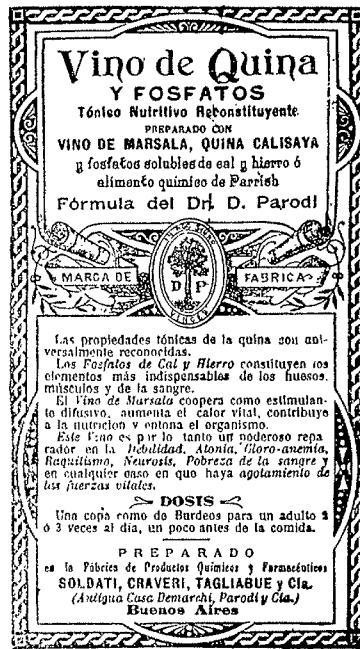 Vino de Quina
Y FOSFATOS
Tónico Nutritivo Reconstituyente
PREPARADO CON
VINO DE MARSALA, QUINA CALISAYA
y fosfatos solubles de cal y hierro ó
alimento químico de Parrish
Fórmula del Dr. D. Parodi
MARCA DE FABRICA
D P
VIRGEN
Las propiedades tónicas de la quina son uni-
versalmente reconocidas.
Los Fosfatos de Cal y Hierro constituyen los
elementos más indispensables de los huesos,
músculos y de la sangre.
El Vino de Marsala coopera como estimulan-
te difusivo, aumenta el calor vital, contribuye
a la nutricion y entona el organismo.
Este Vino es por lo tanto un poderoso repa
rador en la Debilidad, Atonía, Cloro-anemia,
Raquitismo, Neurosis, Pobreza de la sangre y
en cualquier caso en que haya agotamiento de
las fuerzas vitales.
DOSIS
Una copa como de Burdeos para un adulto 2
ó 3 veces al día, un poco antes de la comida.
PREPARADO
en la Fábrica de Productos Químicos y Farmacéuticos
SOLDATI, CRAVERI, TAGLIABUE y Cía.
(Antigua Casa Demarchi, Parodi y Cía.)
Buenos Aires